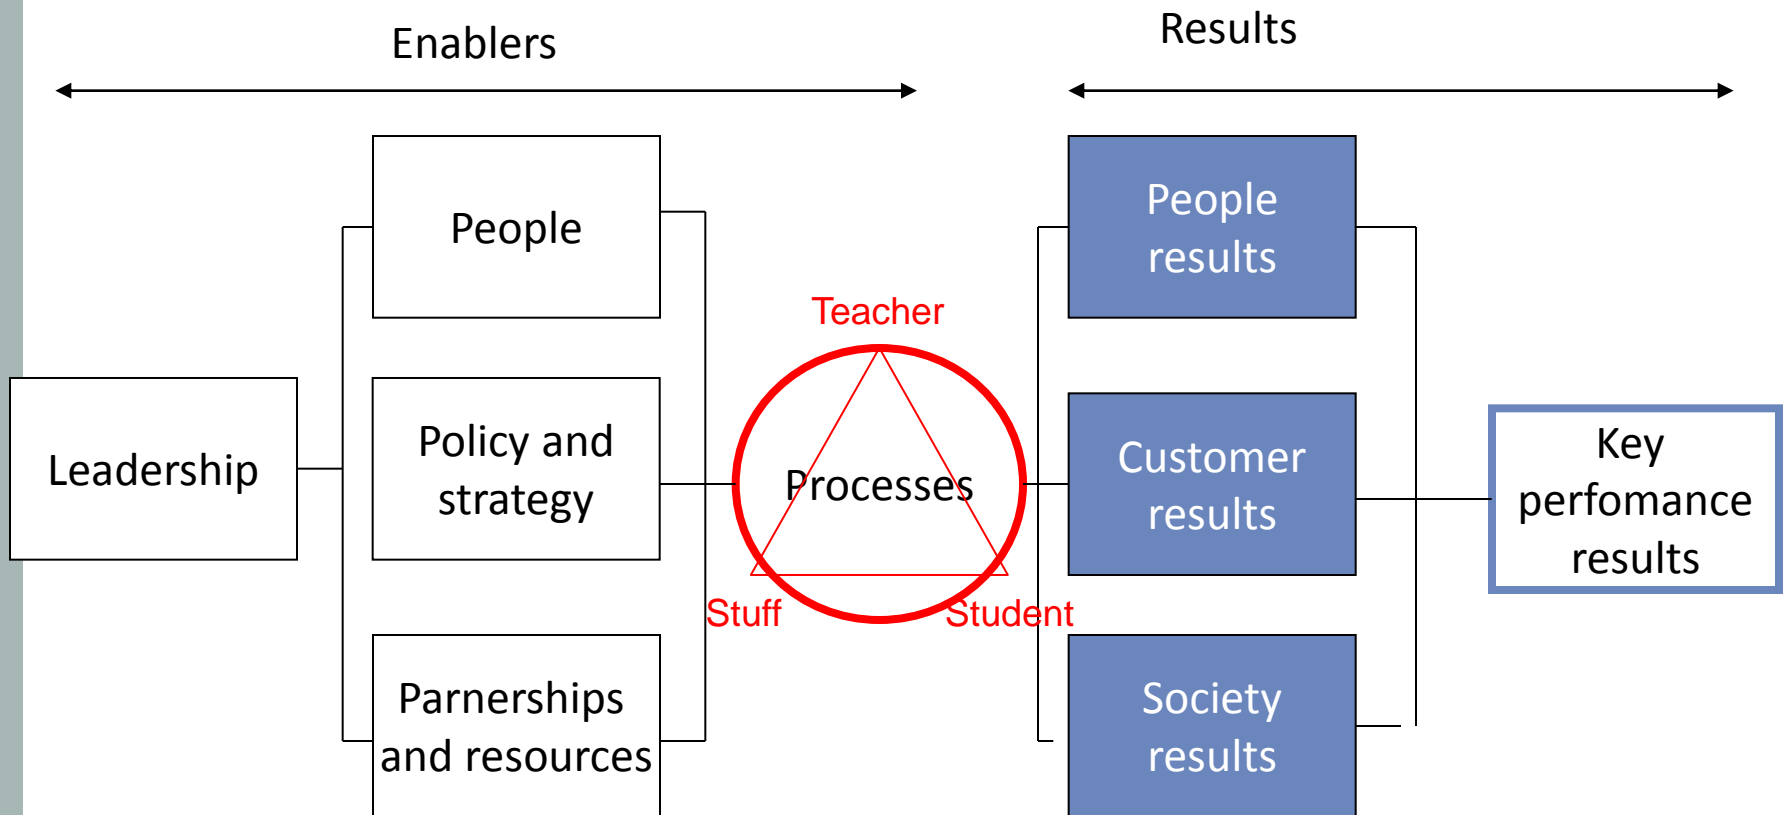 Enablers
Results
Leadership
People
Policy and
strategy
Parnerships
and resources
Teacher
Processes
Stuff
Student
People
results
Customer
results
Society
results
Key
perfomance
results